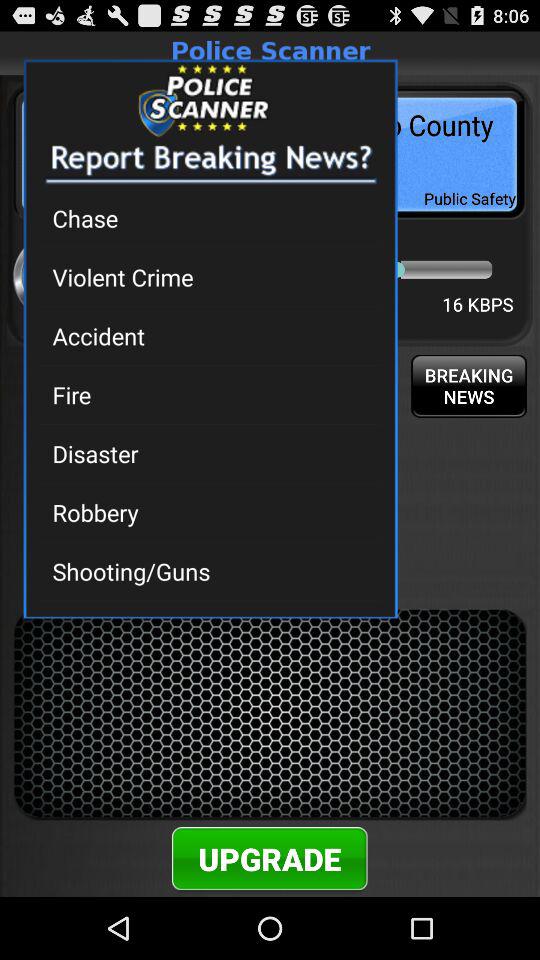 8:06
Police Scanner
POLICE
SCANNER
County
Report Breaking News?
Public Safety
Chase
Violent Crime
16 KBPS
Accident
BREAKING
NEWS
Fire
Disaster
Robbery
Shooting/Guns
UPGRADE